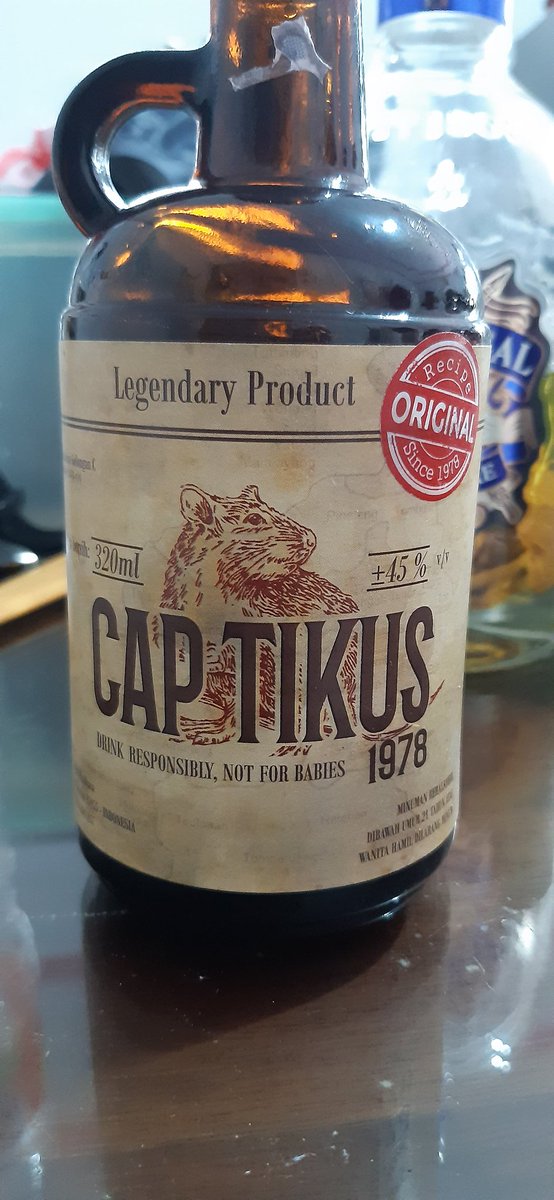 Legendary Product
Recipe
ORIGINAL
Since 1978
320ml
+45 % v/v
CAP TIKUS
1978
DRINK RESPONSIBLY, NOT FOR BABIES
INDONESIA
MINUMAN
DIBAWAH UMUR 21 TAHUN
WANITA HAMIL DILARANG